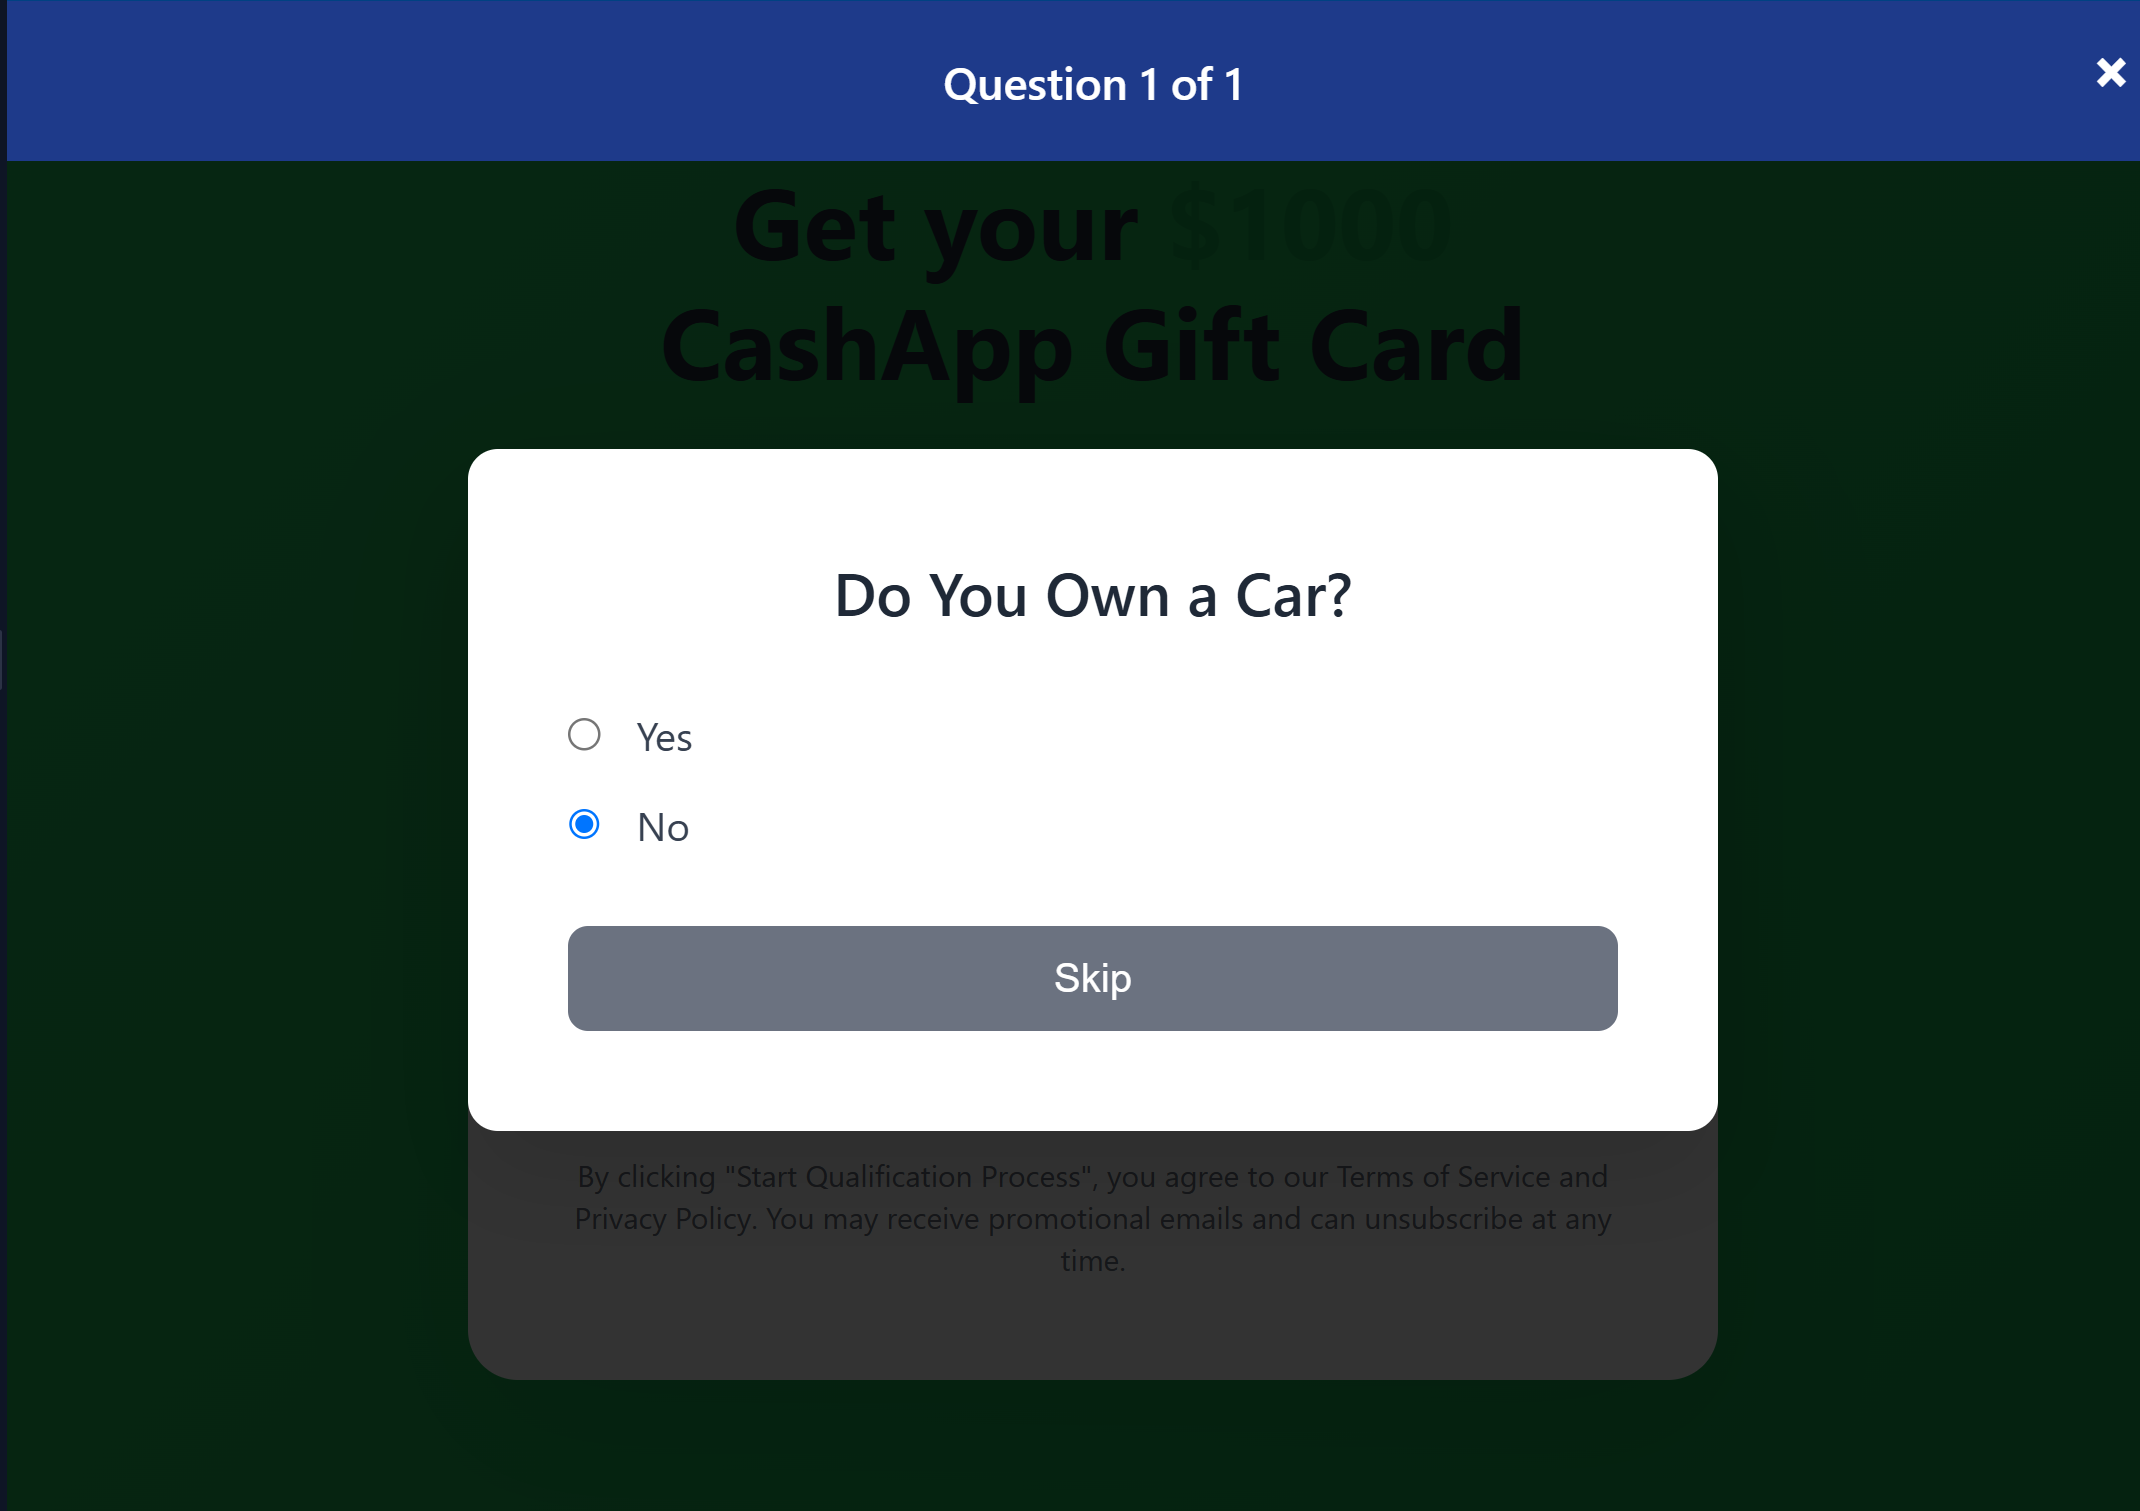 Question 1 of 1
Get your $1000
CashApp Gift Card
Do You Own a Car?
Yes
No
Skip
By clicking "Start Qualification Process", you agree to our Terms of Service and
Privacy Policy. You may receive promotional emails and can unsubscribe at any
time.